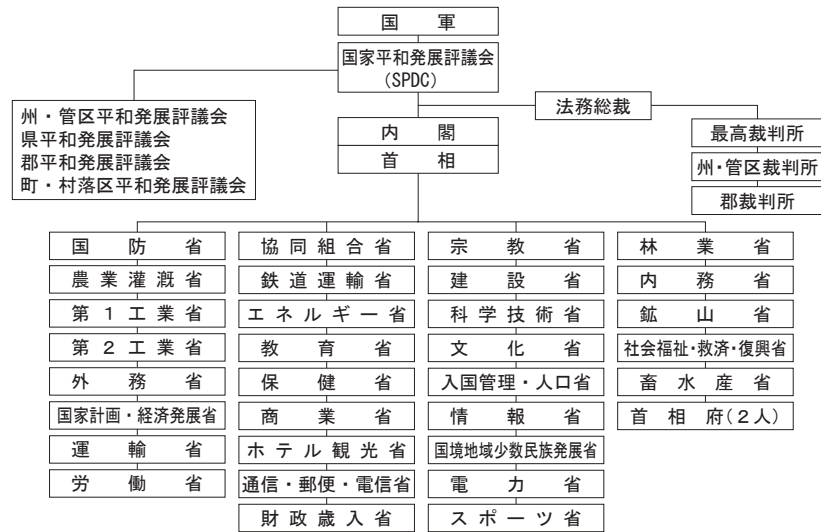 国軍
国家平和発展評議会
(SPDC)
法務総裁
州・管区平和発展評議会
県平和発展評議会
郡平和発展評議会
町・村落区平和発展評議会
内閣
首相
最高裁判所
州・管区裁判所
郡裁判所
国防省
農業灌漑省
第1工業省
第2工業省
外務省
国家計画・経済発展省
運輸省
労働省
協同組合省
鉄道運輸省
エネルギー省
教育省
保健省
商業省
ホテル観光省
通信・郵便・電信省
財政歳入省
宗教省
建設省
科学技術省
文化省
入国管理・人口省
情報省
国境地域少数民族発展省
電力省
スポーツ省
林業省
内務省
鉱山省
社会福祉・救済・復興省
畜水産省
首相府(2人)